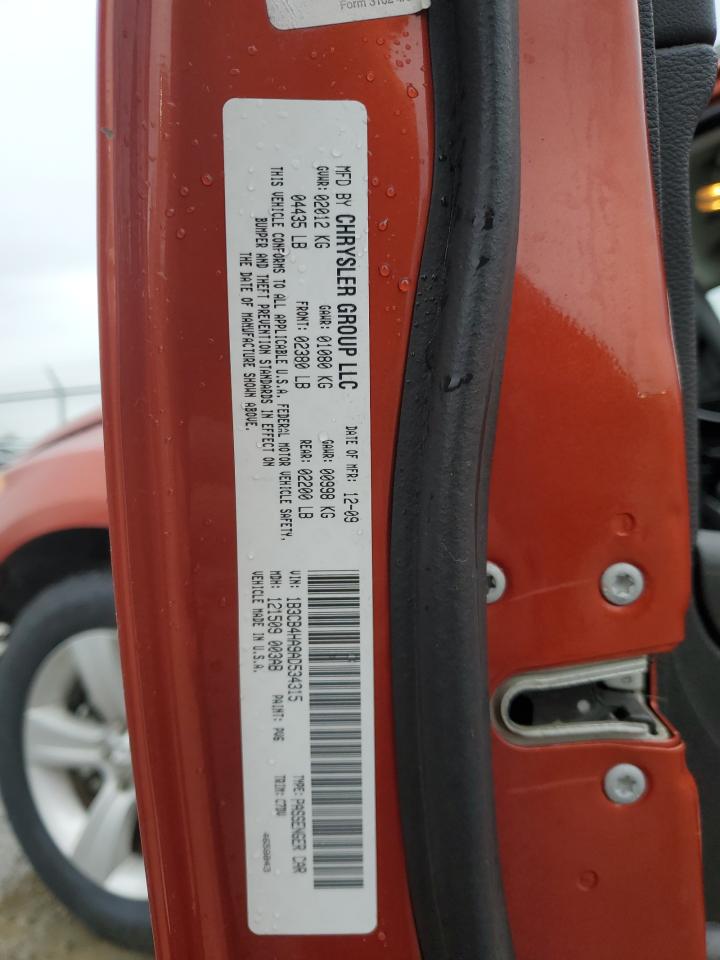 Form 3102
MFD BY CHRYSLER GROUP LLC
DATE OF MFR: 12-09
GVWR: 02012 KG GAWR: 01080 KG GAWR: 00998 KG
04435 LB FRONT: 02380 LB REAR: 02200 LB
THIS VEHICLE CONFORMS TO ALL APPLICABLE U.S.A. FEDERAL MOTOR VEHICLE SAFETY,
BUMPER AND THEFT PREVENTION STANDARDS IN EFFECT ON
THE DATE OF MANUFACTURE SHOWN ABOVE.
VIN: 1B3CB4HA9AD534315 TYPE: PASSENGER CAR
MDH: 121509 003AB PAINT: PV6 TRIM: C7DV
VEHICLE MADE IN U.S.A. 4658043